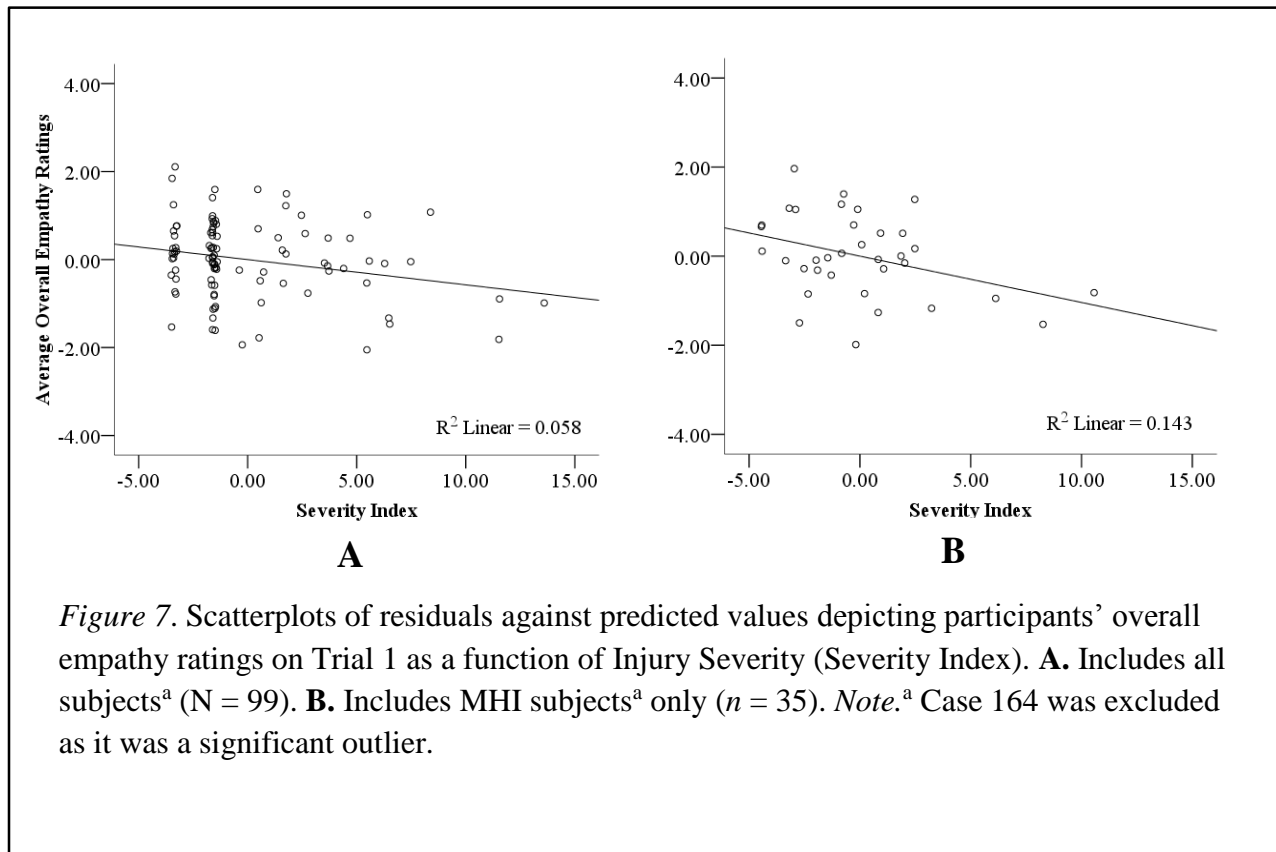 4.00
2.00
0.00
-2.00
-4.00
Average Overall Empathy Ratings
R² Linear = 0.058
-5.00 0.00 5.00 10.00 15.00
Severity Index
A
4.00
2.00
0.00
-2.00
-4.00
R² Linear = 0.143
-5.00 0.00 5.00 10.00 15.00
Severity Index
B
Figure 7. Scatterplots of residuals against predicted values depicting participants’ overall
empathy ratings on Trial 1 as a function of Injury Severity (Severity Index). A. Includes all
subjectsᵃ (N = 99). B. Includes MHI subjectsᵃ only (n = 35). Note.ᵃ Case 164 was excluded
as it was a significant outlier.